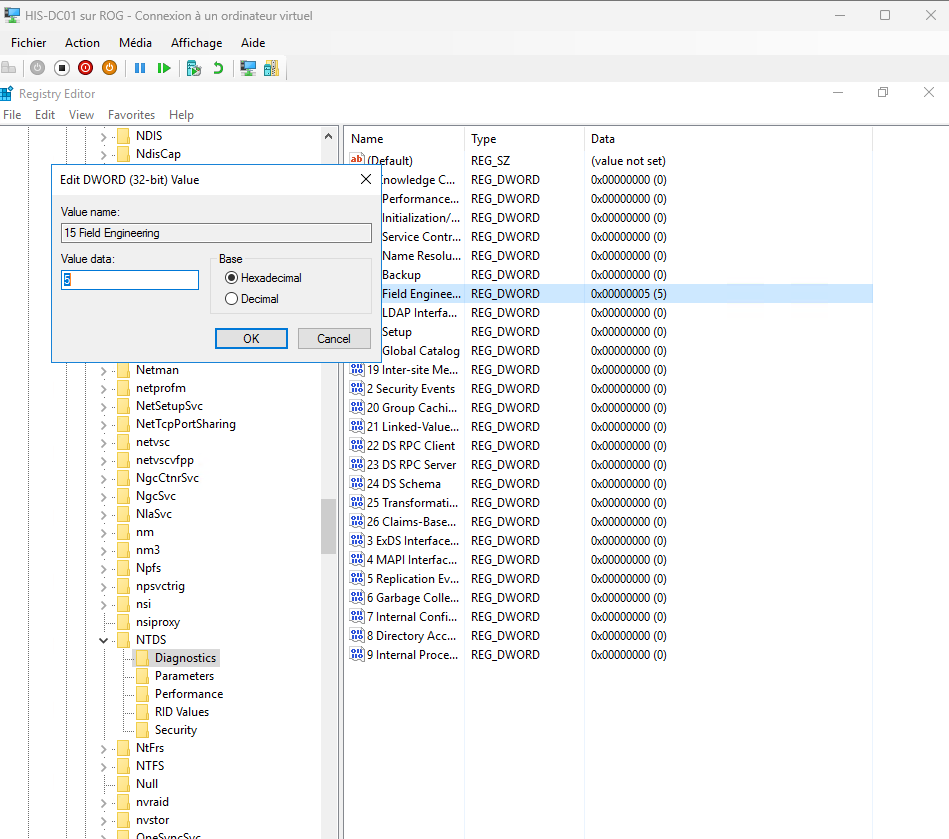 HIS-DC01 sur ROG - Connexion à un ordinateur virtuel
Fichier Action Média Affichage Aide
Registry Editor
File Edit View Favorites Help
NDIS
NdisCap
Edit DWORD (32-bit) Value
Value name:
15 Field Engineering
Value data:
5
Base
Hexadecimal
Decimal
OK Cancel
Netman
netprofm
NetSetupSvc
NetTcpPortSharing
netvsc
netvscvfpp
NgcCtnrSvc
NgcSvc
NlaSvc
nm
nm3
Npfs
npsvctrig
nsi
nsiproxy
NTDS
Diagnostics
Parameters
Performance
RID Values
Security
NtFrs
NTFS
Null
nvraid
nvstor
OneSyncSvc
Name Type Data
(Default) REG_SZ (value not set)
Knowledge C... REG_DWORD 0x00000000 (0)
Performance... REG_DWORD 0x00000000 (0)
Initialization/... REG_DWORD 0x00000000 (0)
Service Contr... REG_DWORD 0x00000000 (0)
Name Resolu... REG_DWORD 0x00000000 (0)
Backup REG_DWORD 0x00000000 (0)
Field Enginee... REG_DWORD 0x00000005 (5)
LDAP Interfa... REG_DWORD 0x00000000 (0)
Setup REG_DWORD 0x00000000 (0)
Global Catalog REG_DWORD 0x00000000 (0)
19 Inter-site Me... REG_DWORD 0x00000000 (0)
2 Security Events REG_DWORD 0x00000000 (0)
20 Group Cachi... REG_DWORD 0x00000000 (0)
21 Linked-Value... REG_DWORD 0x00000000 (0)
22 DS RPC Client REG_DWORD 0x00000000 (0)
23 DS RPC Server REG_DWORD 0x00000000 (0)
24 DS Schema REG_DWORD 0x00000000 (0)
25 Transformati... REG_DWORD 0x00000000 (0)
26 Claims-Base... REG_DWORD 0x00000000 (0)
3 ExDS Interface... REG_DWORD 0x00000000 (0)
4 MAPI Interfac... REG_DWORD 0x00000000 (0)
5 Replication Ev... REG_DWORD 0x00000000 (0)
6 Garbage Colle... REG_DWORD 0x00000000 (0)
7 Internal Confi... REG_DWORD 0x00000000 (0)
8 Directory Acc... REG_DWORD 0x00000000 (0)
9 Internal Proce... REG_DWORD 0x00000000 (0)